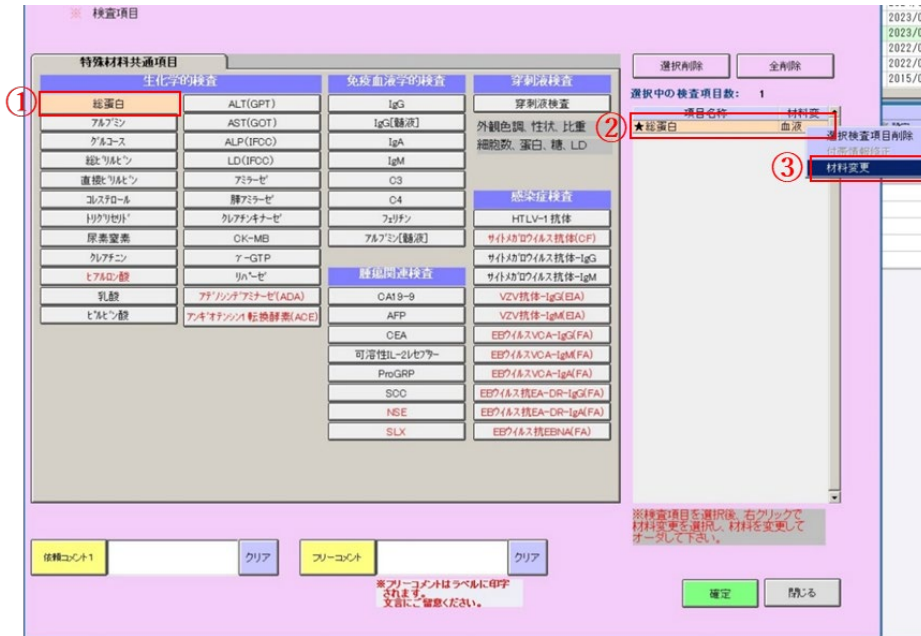 ※ 検査項目
2023/0
2023/0
2022/0
2022/0
2015/0
特殊材料共通項目
選択削除
全削除
選択中の検査項目数: 1
項目名称
材料変
①
②
★総蛋白
血液
選択検査項目削除
付帯情報修正
③
材料変更
生化学的検査
総蛋白
ALT(GPT)
アルブミン
AST(GOT)
グルコース
ALP(IFCC)
総ビリルビン
LD(IFCC)
直接ビリルビン
アミラーゼ
コレステロール
膵アミラーゼ
トリグリセリド
クレアチンキナーゼ
尿素窒素
CK-MB
クレアチニン
γ-GTP
ヒアルロン酸
リパーゼ
乳酸
アデノシンデアミナーゼ(ADA)
ピルビン酸
アンギオテンシン1転換酵素(ACE)
免疫血液学的検査
IgG
IgG[髄液]
IgA
IgM
C3
C4
フェリチン
アルブミン[髄液]
腫瘍関連検査
CA19-9
AFP
CEA
可溶性IL-2レセプター
ProGRP
SCC
NSE
SLX
穿刺液検査
穿刺液検査
外観色調、性状、比重
細胞数、蛋白、糖、LD
感染症検査
HTLV-1抗体
サイトメガロウイルス抗体(CF)
サイトメガロウイルス抗体-IgG
サイトメガロウイルス抗体-IgM
VZV抗体-IgG(EIA)
VZV抗体-IgM(EIA)
EBウイルスVCA-IgG(FA)
EBウイルスVCA-IgM(FA)
EBウイルスVCA-IgA(FA)
EBウイルス抗EA-DR-IgG(FA)
EBウイルス抗EA-DR-IgA(FA)
EBウイルス抗EBNA(FA)
※検査項目を選択後、右クリックで
材料変更を選択し、材料を変更して
オーダして下さい。
依頼コメント1
クリア
フリーコメント
クリア
※フリーコメントはラベルに印字
されます。
文言にご留意ください。
確定
閉じる